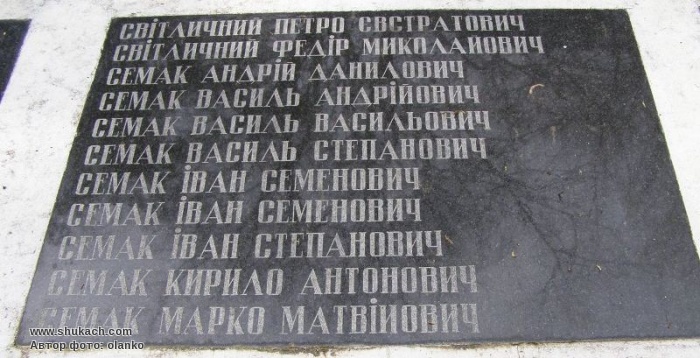 СВІТЛИЧНИЙ ПЕТРО ЄВСТРАТОВИЧ
СВІТЛИЧНИЙ ФЕДІР МИКОЛАЙОВИЧ
СЕМАК АНДРІЙ ДАНИЛОВИЧ
СЕМАК ВАСИЛЬ АНДРІЙОВИЧ
СЕМАК ВАСИЛЬ ВАСИЛЬОВИЧ
СЕМАК ВАСИЛЬ СТЕПАНОВИЧ
СЕМАК ІВАН СЕМЕНОВИЧ
СЕМАК ІВАН СЕМЕНОВИЧ
СЕМАК ІВАН СТЕПАНОВИЧ
СЕМАК КИРИЛО АНТОНОВИЧ
СЕМАК МАРКО МАТВІЙОВИЧ
www.shukach.com
Автор фото: olanko